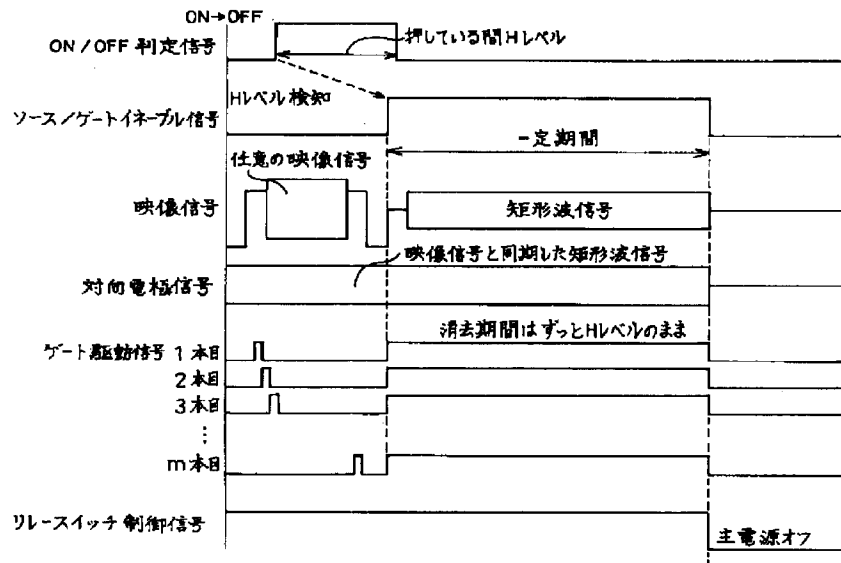 ON→OFF
ON/OFF 判定信号
押している間Hレベル
Hレベル検知
ソース/ゲートイネーブル信号
一定期間
任意の映像信号
映像信号
矩形波信号
映像信号と同期した矩形波信号
対向電極信号
消去期間はずっとHレベルのまま
ゲート駆動信号 1本目
2本目
3本目
⋮
m本目
リレースイッチ制御信号
主電源オフ